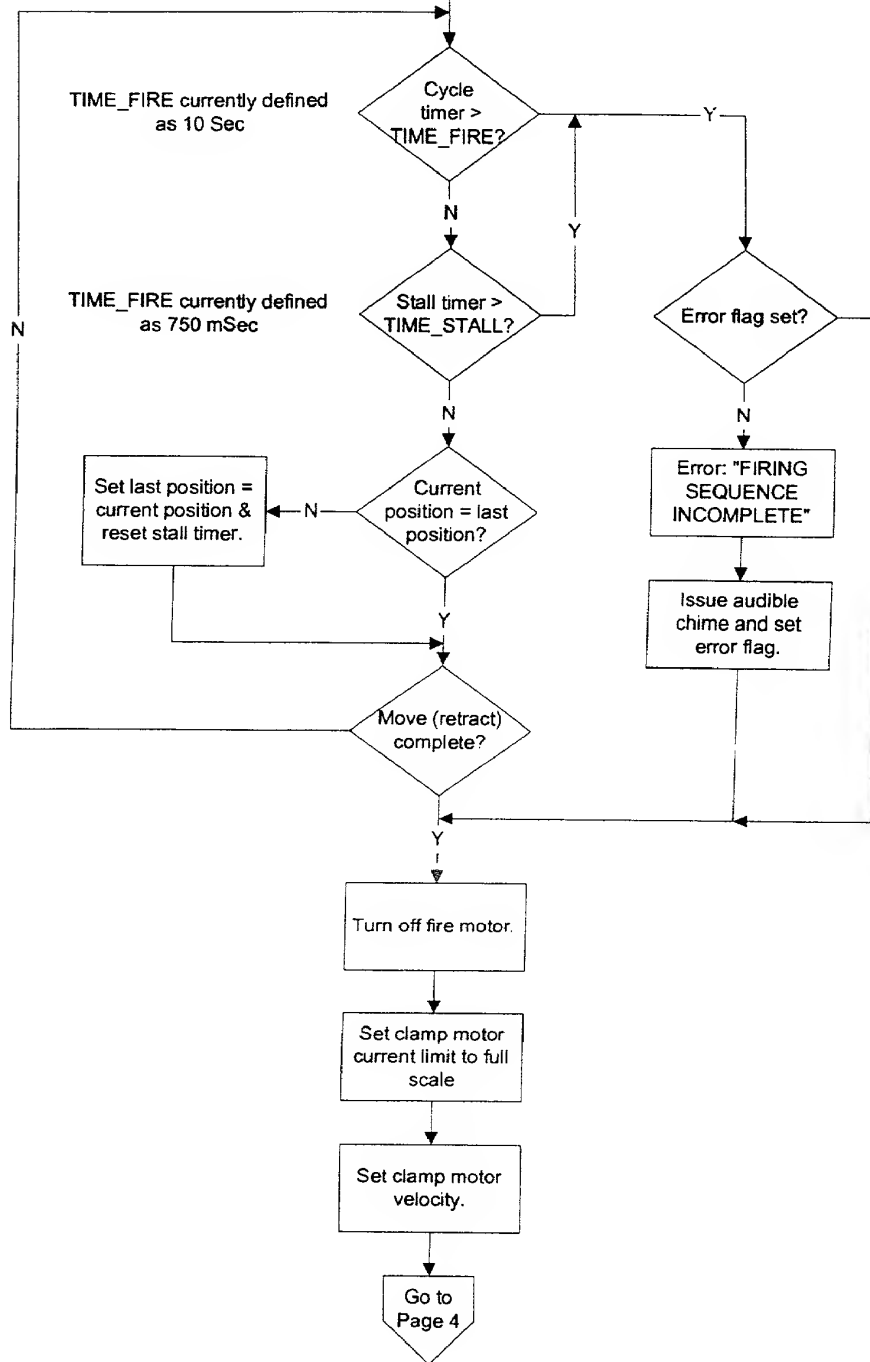 TIME_FIRE currently defined
as 10 Sec
Cycle
timer >
TIME_FIRE?
Y
N
Y
TIME_FIRE currently defined
as 750 mSec
Stall timer >
TIME_STALL?
Error flag set?
N
N
N
Set last position =
current position &
reset stall timer.
N
Current
position = last
position?
Error: "FIRING
SEQUENCE
INCOMPLETE"
Y
Issue audible
chime and set
error flag.
Move (retract)
complete?
Y
Turn off fire motor.
Set clamp motor
current limit to full
scale
Set clamp motor
velocity.
Go to
Page 4